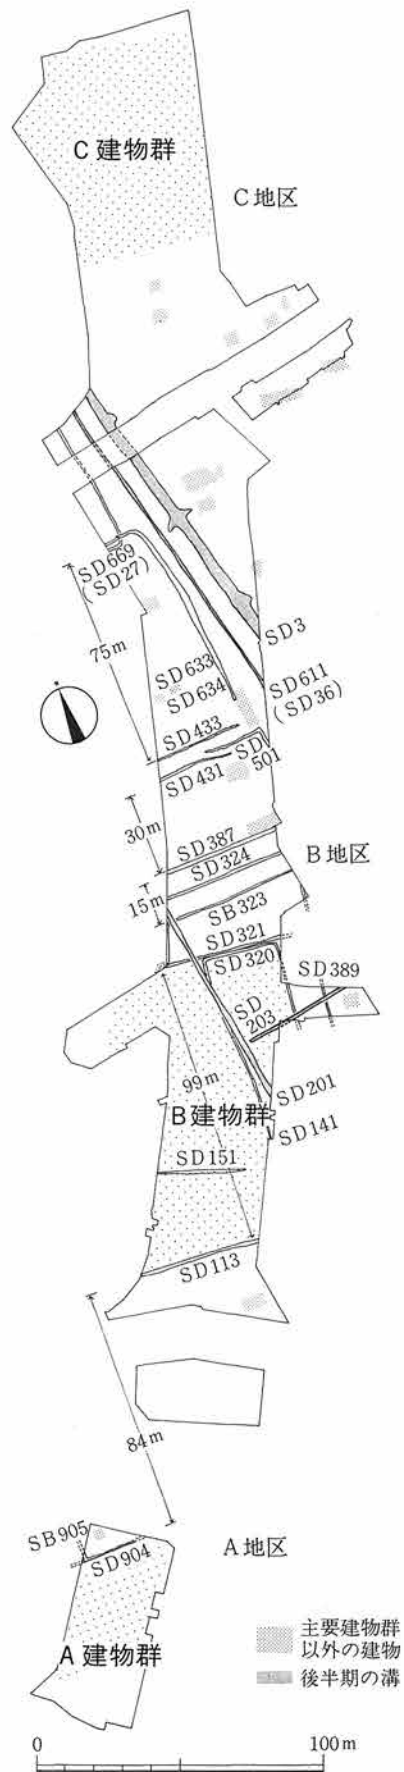 C建物群
C地区
SD669
(SD27)
75m
SD3
SD633
SD634
SD611
(SD36)
SD433
SD
501
SD431
30m
SD387
B地区
SD324
15m
SB323
SD321
SD320
SD389
SD
203
99m
SD201
B建物群
SD141
SD151
SD113
84m
SB905
SD904
A地区
A建物群
主要建物群
以外の建物
後半期の溝
0
100m